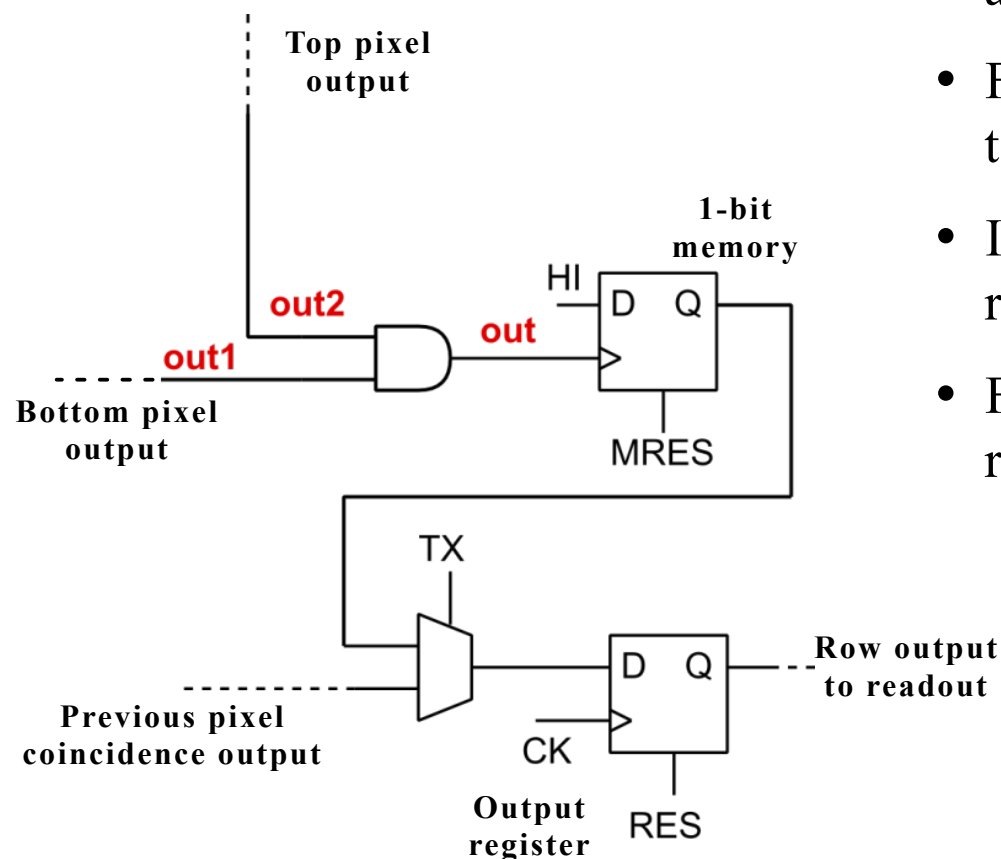 Top pixel
output
1-bit
memory
HI
D Q
out2
out
out1
Bottom pixel
output
MRES
TX
D Q
Row output
to readout
Previous pixel
coincidence output
CK
Output
register
RES